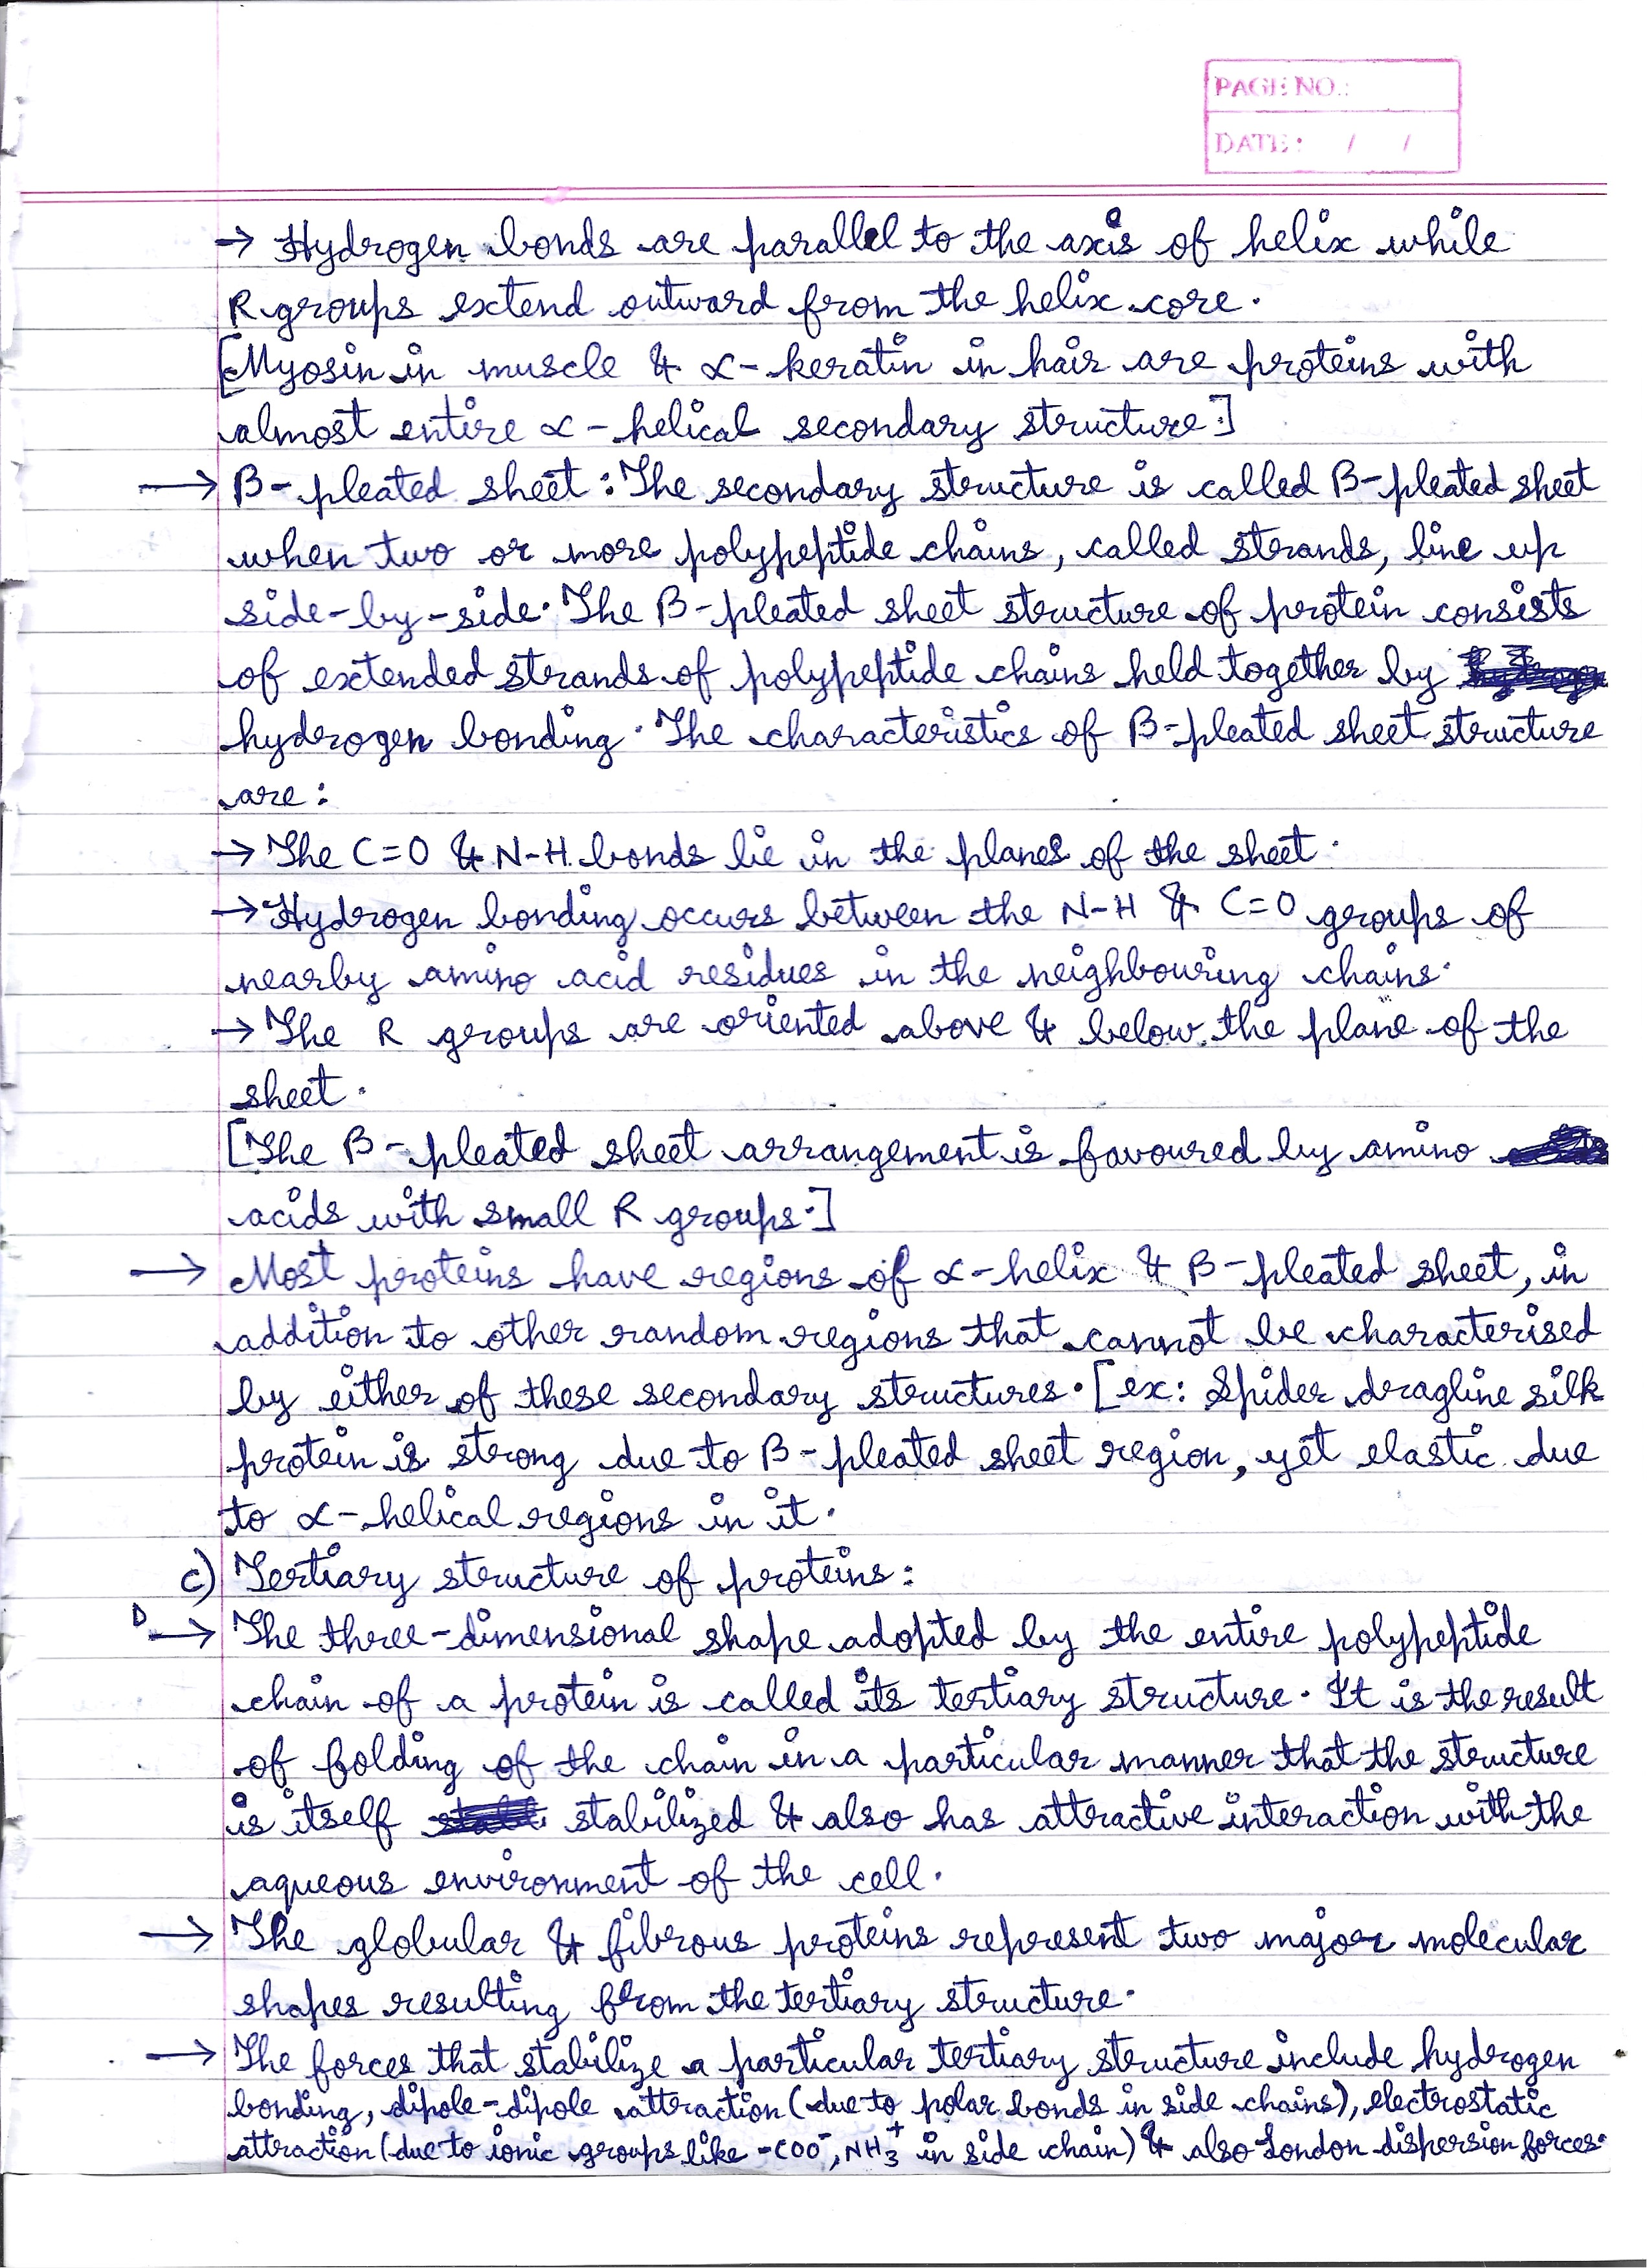 PAGE NO.:
DATE: / /
→ Hydrogen bonds are parallel to the axis of helix while
R groups extend outward from the helix core.
[Myosin in muscle & α-keratin in hair are proteins with
almost entire α-helical secondary structure.]
→ β-pleated sheet: The secondary structure is called β-pleated sheet
when two or more polypeptide chains, called strands, line up
side-by-side. The β-pleated sheet structure of protein consists
of extended strands of polypeptide chains held together by
hydrogen bonding. The characteristics of β-pleated sheet structure
are:
→ The C=O & N-H bonds lie in the planes of the sheet.
→ Hydrogen bonding occurs between the N-H & C=O groups of
nearby amino acid residues in the neighbouring chains.
→ The R groups are oriented above & below the plane of the
sheet.
[The β-pleated sheet arrangement is favoured by amino
acids with small R groups.]
→ Most proteins have regions of α-helix & β-pleated sheet, in
addition to other random regions that cannot be characterised
by either of these secondary structures. [ex: Spider dragline silk
protein is strong due to β-pleated sheet region, yet elastic due
to α-helical regions in it.
c) Tertiary structure of proteins:
→ The three-dimensional shape adopted by the entire polypeptide
chain of a protein is called its tertiary structure. It is the result
of folding of the chain in a particular manner that the structure
is itself stabilized & also has attractive interaction with the
aqueous environment of the cell.
→ The globular & fibrous proteins represent two major molecular
shapes resulting from the tertiary structure.
→ The forces that stabilize a particular tertiary structure include hydrogen
bonding, dipole-dipole attraction (due to polar bonds in side chains), electrostatic
attraction (due to ionic groups like -COO⁻, NH₃⁺ in side chain) & also London dispersion forces.